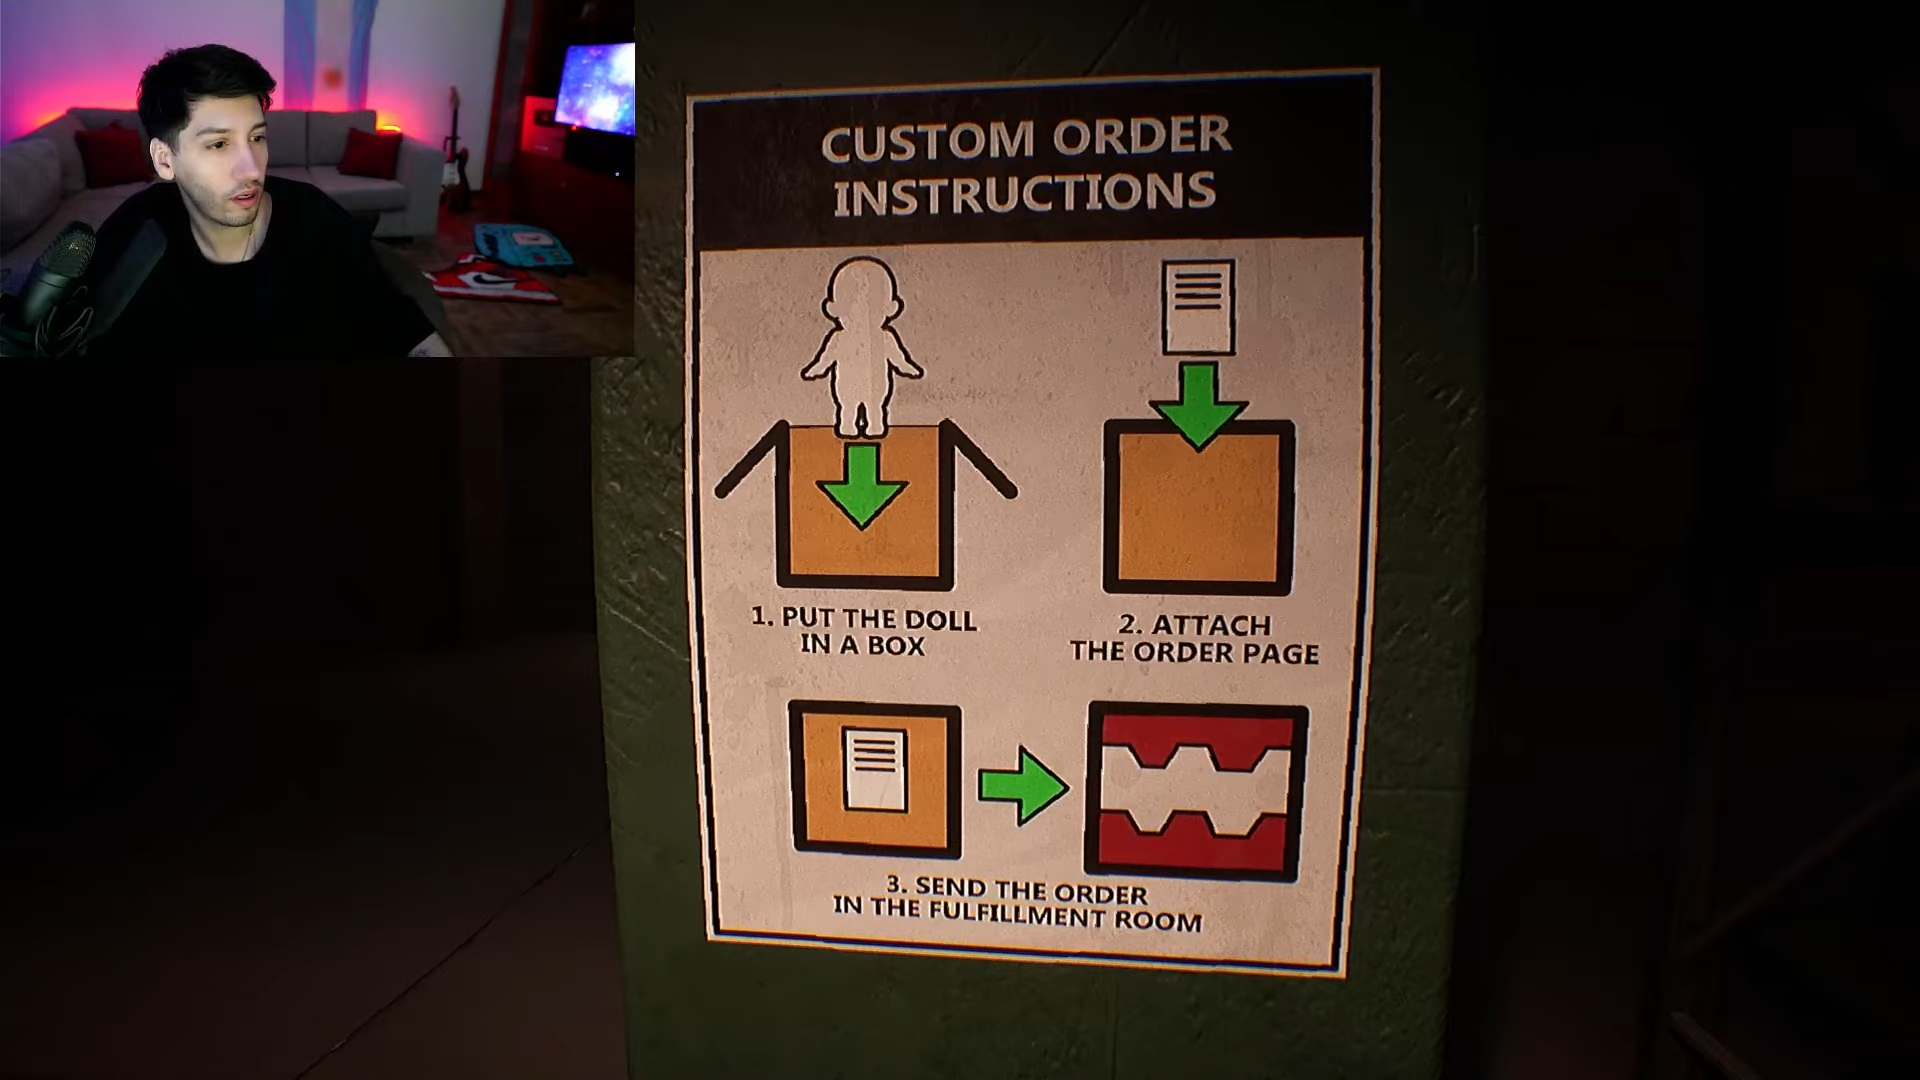 CUSTOM ORDER
INSTRUCTIONS
1. PUT THE DOLL
IN A BOX
2. ATTACH
THE ORDER PAGE
3. SEND THE ORDER
IN THE FULFILLMENT ROOM